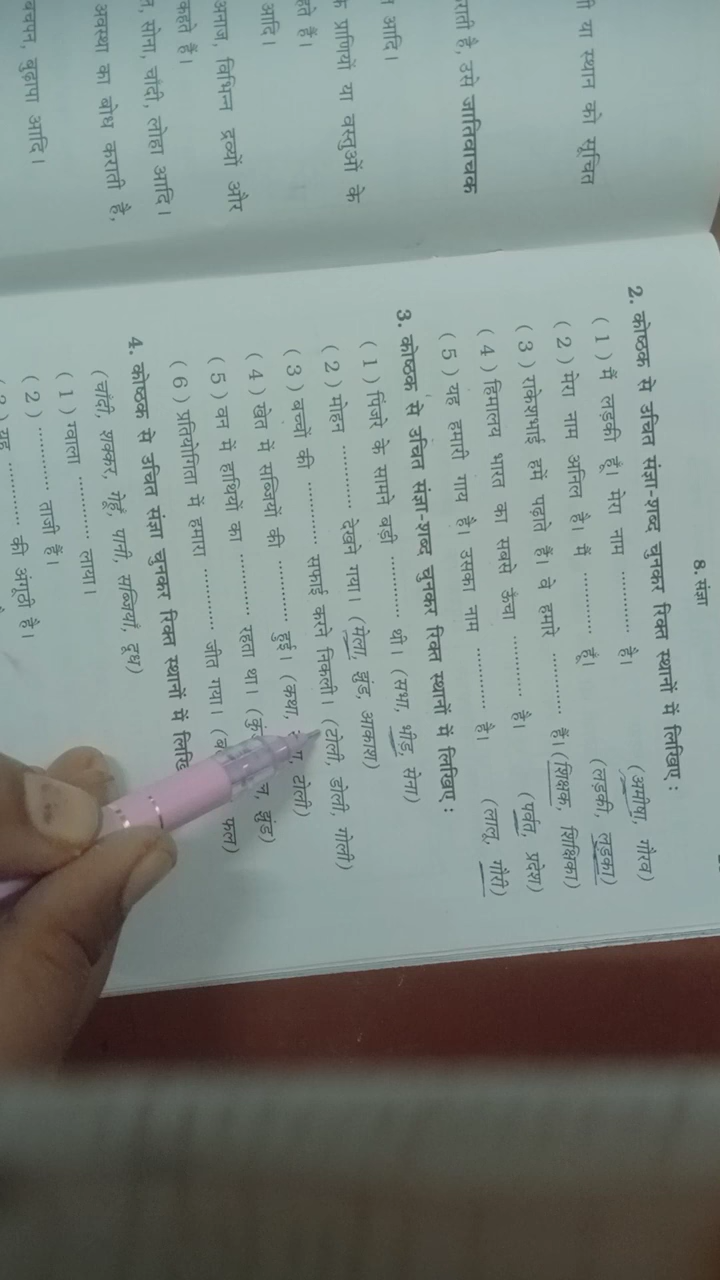 ी या स्थान को सूचित
ाती है, उसे जातिवाचक
आदि।
के प्राणियों या वस्तुओं के
हते हैं।
आदि।
अनाज, विभिन्न द्रव्यों और
कहते हैं।
सोना, चाँदी, लोहा आदि।
अवस्था का बोध कराती है,
बचपन, बुढ़ापा आदि।
8. संज्ञा
2. कोष्ठक से उचित संज्ञा-शब्द चुनकर रिक्त स्थानों में लिखिए :
( 1 ) मैं लड़की हूँ। मेरा नाम ............ है। (अमीषा, गौरव)
( 2 ) मेरा नाम अनिल है। मैं ............ हूँ। (लड़की, लड़का)
( 3 ) राकेशभाई हमें पढ़ाते हैं। वे हमारे ............ हैं। (शिक्षक, शिक्षिका)
( 4 ) हिमालय भारत का सबसे ऊँचा ............ है। (पर्वत, प्रदेश)
( 5 ) यह हमारी गाय है। उसका नाम ............ है। (लालू, गौरी)
3. कोष्ठक से उचित संज्ञा-शब्द चुनकर रिक्त स्थानों में लिखिए :
( 1 ) पिंजरे के सामने बड़ी ............ थी। (सभा, भीड़, सेना)
( 2 ) मोहन ............ देखने गया। (मेला, झुंड, आकाश)
( 3 ) बच्चों की ............ सफाई करने निकली। (टोली, डोली, गोली)
( 4 ) खेत में सब्जियों की ............ हुई। (कथा, टोली)
( 5 ) वन में हाथियों का ............ रहता था। ( झुंड)
( 6 ) प्रतियोगिता में हमारा ............ जीत गया। ( फल)
4. कोष्ठक से उचित संज्ञा चुनकर रिक्त स्थानों में
(चाँदी, शक्कर, गेहूँ, पानी, सब्जियाँ, दूध)
( 1 ) ग्वाला ............ लाया।
( 2 ) ............ ताजी हैं।
............ की अंगूठी है।